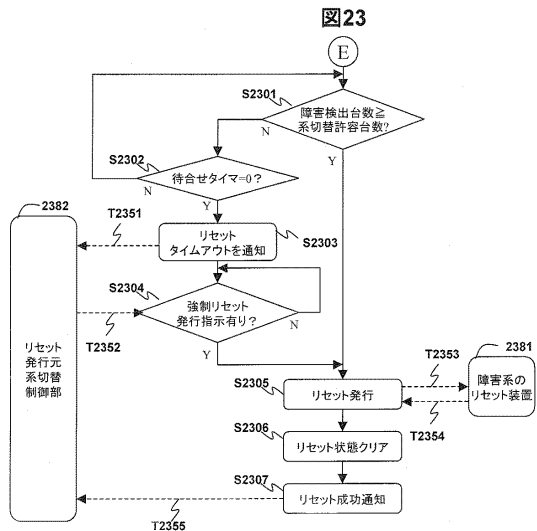 図23
E
S2301
障害検出台数≧
系切替許容台数?
N
Y
S2302
待合せタイマ=0？
N
Y
2382
T2351
リセット
タイムアウトを通知
S2303
S2304
強制リセット
発行指示有り？
N
Y
T2352
リセット
発行元
系切替
制御部
T2353
2381
障害系の
リセット装置
S2305
リセット発行
T2354
S2306
リセット状態クリア
S2307
リセット成功通知
T2355